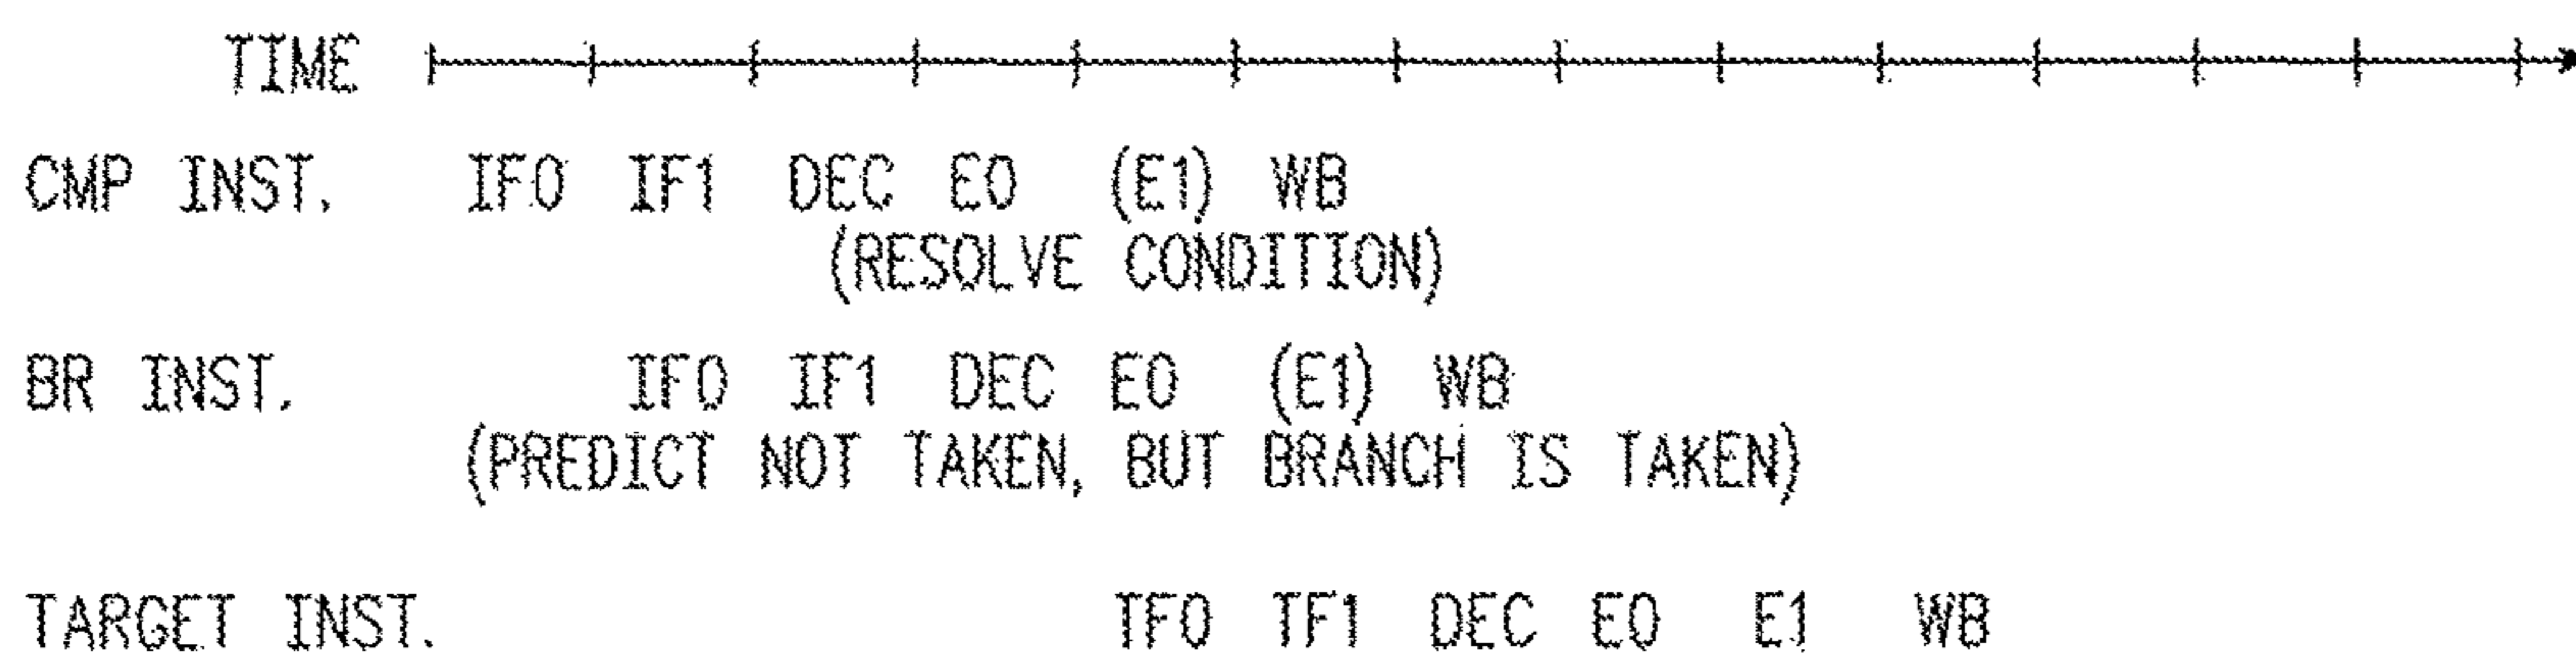 TIME
CMP INST. IF0 IF1 DEC E0 (E1) WB
(RESOLVE CONDITION)
BR INST. IF0 IF1 DEC E0 (E1) WB
(PREDICT NOT TAKEN, BUT BRANCH IS TAKEN)
TARGET INST. TF0 TF1 DEC E0 E1 WB